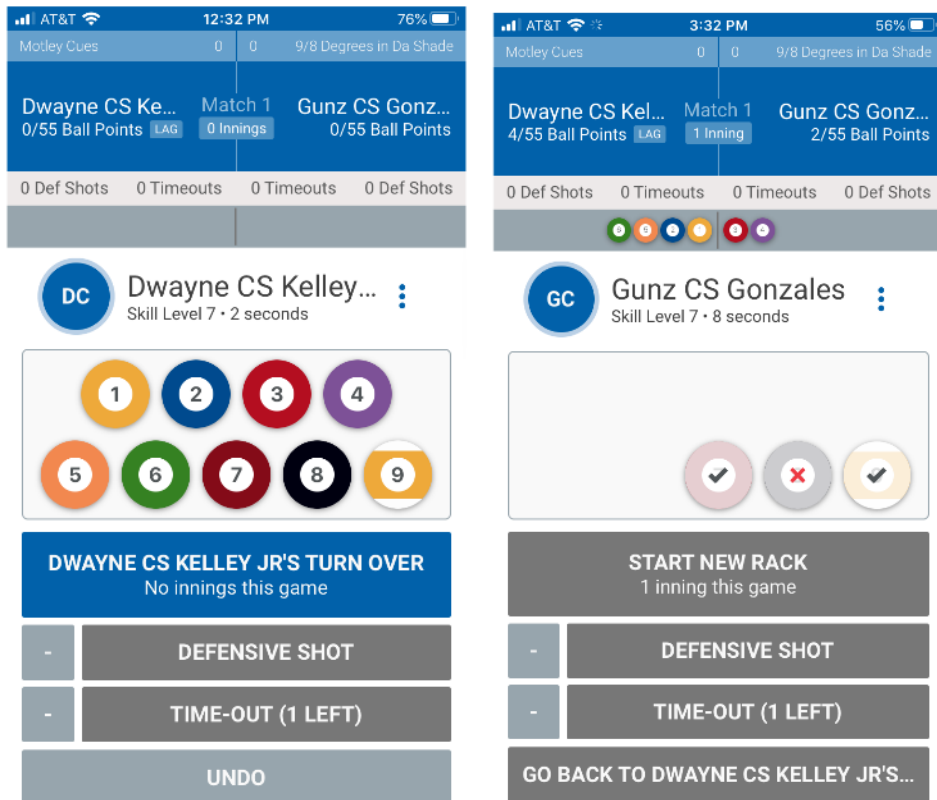 AT&T 12:32 PM 76%
Motley Cues 0 0 9/8 Degrees in Da Shade
Dwayne CS Ke... Match 1 Gunz CS Gonz...
0/55 Ball Points LAG 0 Innings 0/55 Ball Points
0 Def Shots 0 Timeouts 0 Timeouts 0 Def Shots
DC Dwayne CS Kelley...
Skill Level 7 • 2 seconds
1 2 3 4
5 6 7 8 9
DWAYNE CS KELLEY JR'S TURN OVER
No innings this game
- DEFENSIVE SHOT
- TIME-OUT (1 LEFT)
UNDO
AT&T 3:32 PM 56%
Motley Cues 0 0 9/8 Degrees in Da Shade
Dwayne CS Kel... Match 1 Gunz CS Gonz...
4/55 Ball Points LAG 1 Inning 2/55 Ball Points
0 Def Shots 0 Timeouts 0 Timeouts 0 Def Shots
GC Gunz CS Gonzales
Skill Level 7 • 8 seconds
START NEW RACK
1 inning this game
- DEFENSIVE SHOT
- TIME-OUT (1 LEFT)
GO BACK TO DWAYNE CS KELLEY JR'S...